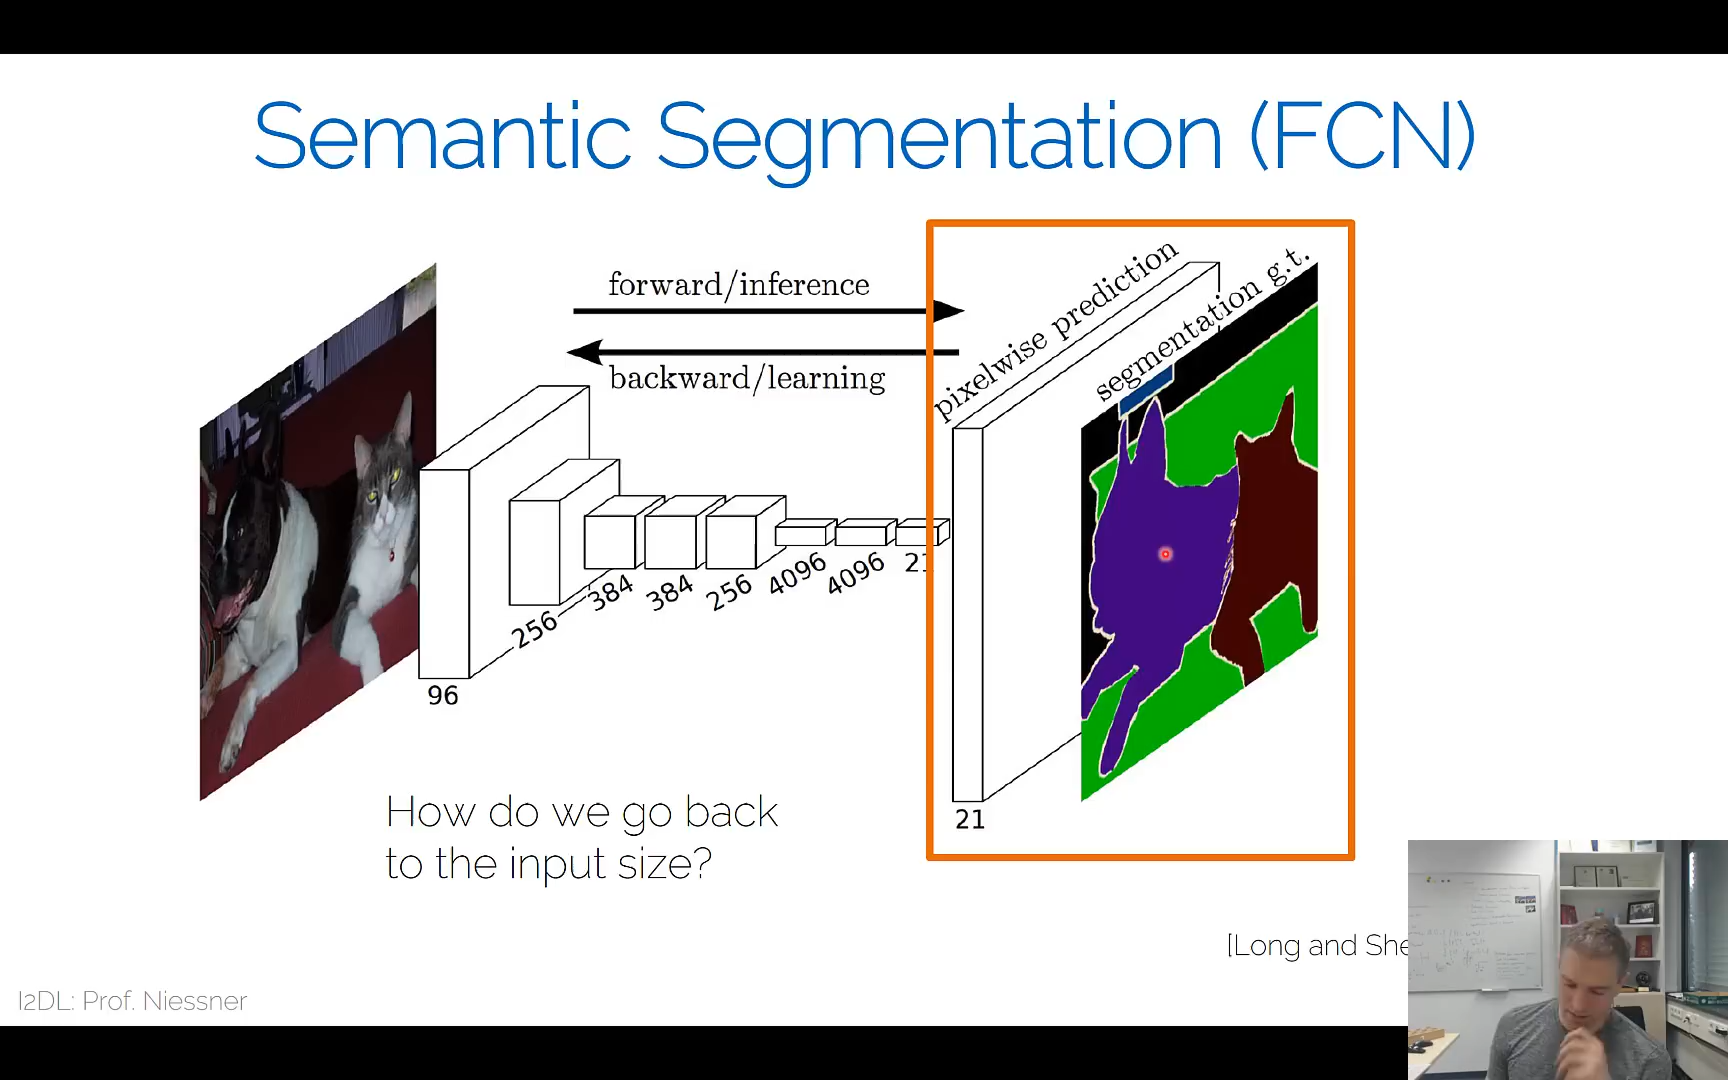 Semantic Segmentation (FCN)
forward/inference
backward/learning
pixelwise prediction
segmentation g.t.
96
256
384
384
256
4096
4096
21
21
How do we go back
to the input size?
[Long and
I2DL: Prof. Niessner